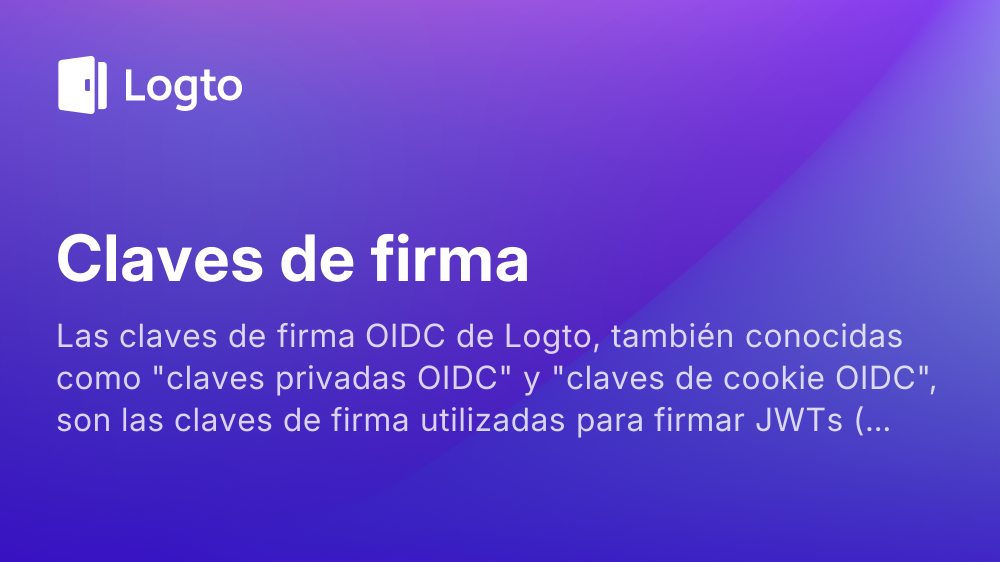 Logto
Claves de firma
Las claves de firma OIDC de Logto, también conocidas
como "claves privadas OIDC" y "claves de cookie OIDC",
son las claves de firma utilizadas para firmar JWTs (...